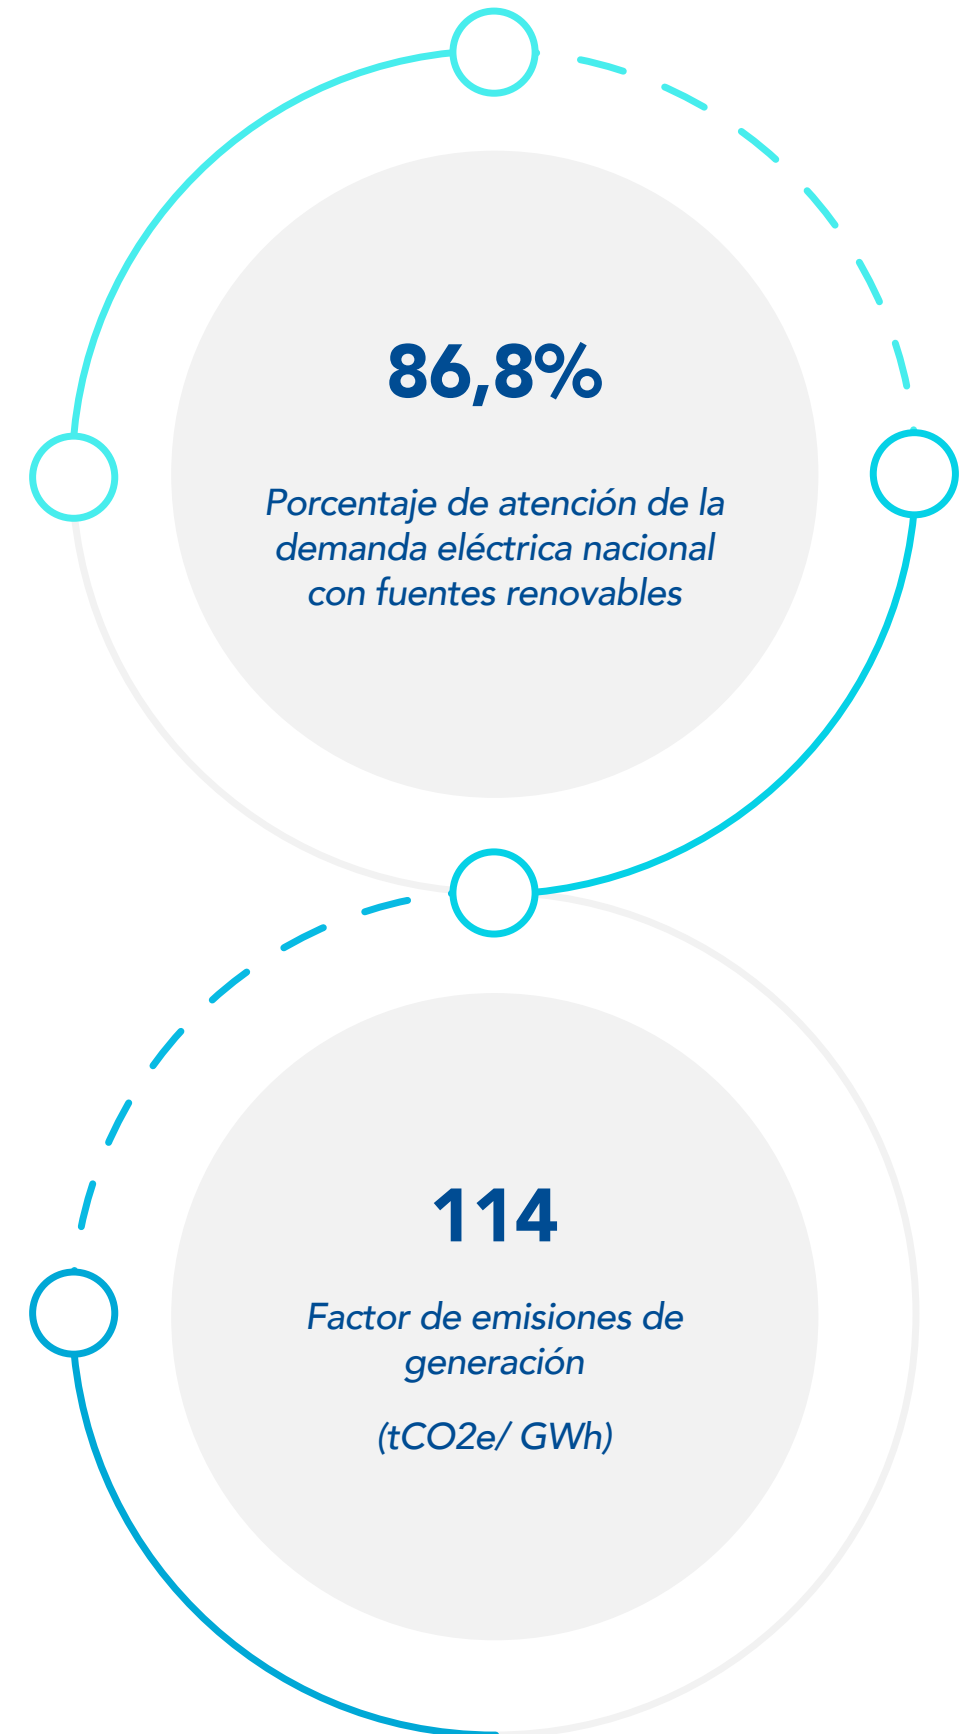 86,8%
Porcentaje de atención de la
demanda eléctrica nacional
con fuentes renovables
114
Factor de emisiones de
generación
(tCO2e/ GWh)